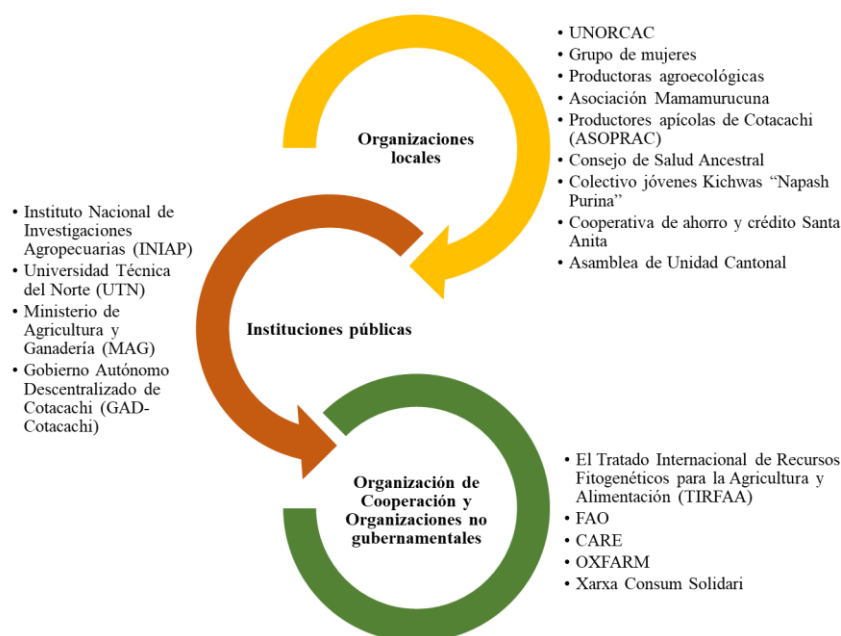 Organizaciones
locales
• UNORCAC
• Grupo de mujeres
• Productoras agroecológicas
• Asociación Mamamurucuna
• Productores apícolas de Cotacachi
(ASOPRAC)
• Consejo de Salud Ancestral
• Colectivo jóvenes Kichwas “Napash
Purina”
• Cooperativa de ahorro y crédito Santa
Anita
• Asamblea de Unidad Cantonal
Instituciones públicas
• Instituto Nacional de
Investigaciones
Agropecuarias (INIAP)
• Universidad Técnica
del Norte (UTN)
• Ministerio de
Agricultura y
Ganadería (MAG)
• Gobierno Autónomo
Descentralizado de
Cotacachi (GAD-
Cotacachi)
Organización de
Cooperación y
Organizaciones no
gubernamentales
• El Tratado Internacional de Recursos
Fitogenéticos para la Agricultura y
Alimentación (TIRFAA)
• FAO
• CARE
• OXFARM
• Xarxa Consum Solidari